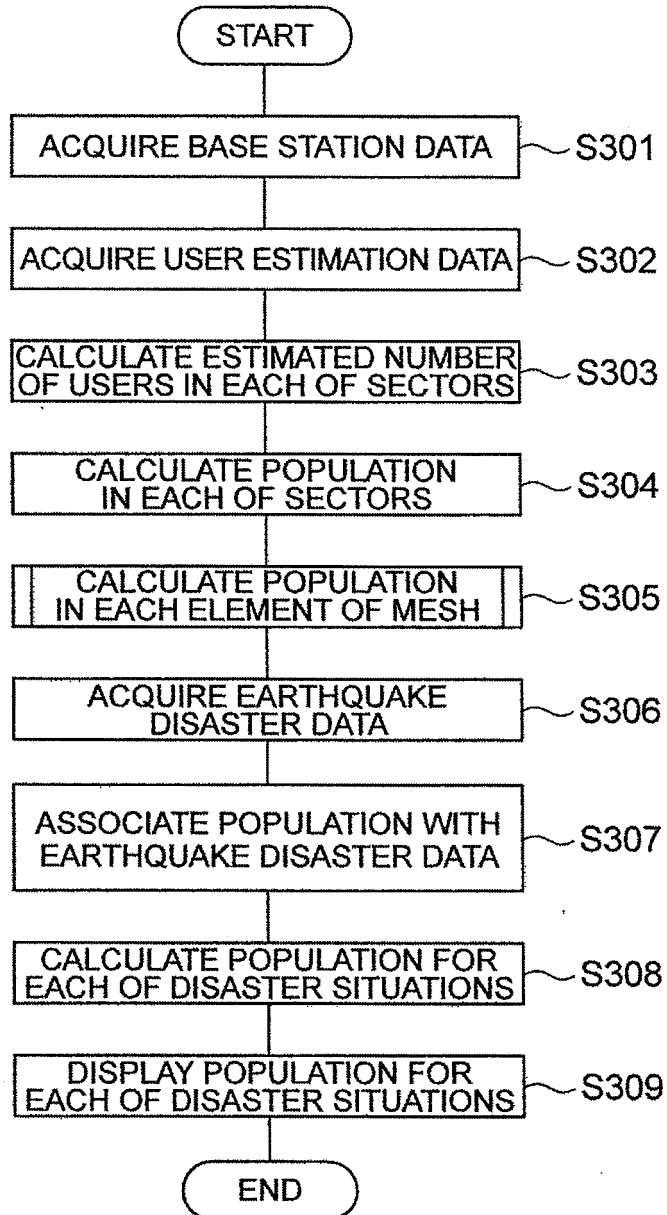 START
ACQUIRE BASE STATION DATA
S301
ACQUIRE USER ESTIMATION DATA
S302
CALCULATE ESTIMATED NUMBER
OF USERS IN EACH OF SECTORS
S303
CALCULATE POPULATION
IN EACH OF SECTORS
S304
CALCULATE POPULATION
IN EACH ELEMENT OF MESH
S305
ACQUIRE EARTHQUAKE
DISASTER DATA
S306
ASSOCIATE POPULATION WITH
EARTHQUAKE DISASTER DATA
S307
CALCULATE POPULATION FOR
EACH OF DISASTER SITUATIONS
S308
DISPLAY POPULATION FOR
EACH OF DISASTER SITUATIONS
S309
END